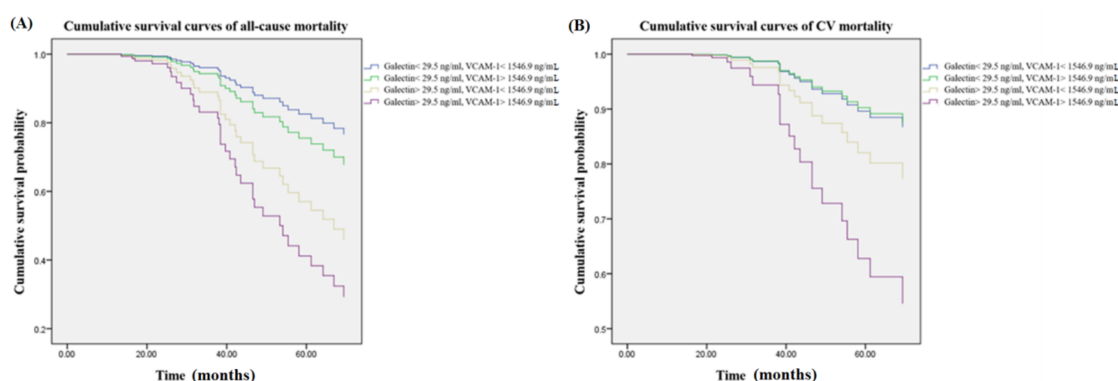 (A)
Cumulative survival curves of all-cause mortality
Cumulative survival probability
1.0
0.8
0.6
0.4
0.2
0.00
20.00
40.00
60.00
Time (months)
Galectin< 29.5 ng/ml, VCAM-1< 1546.9 ng/mL
Galectin< 29.5 ng/ml, VCAM-1> 1546.9 ng/mL
Galectin> 29.5 ng/ml, VCAM-1< 1546.9 ng/mL
Galectin> 29.5 ng/ml, VCAM-1> 1546.9 ng/mL
(B)
Cumulative survival curves of CV mortality
Cumulative survival probability
1.0
0.9
0.8
0.7
0.6
0.5
0.00
20.00
40.00
60.00
Time (months)
Galectin< 29.5 ng/ml, VCAM-1< 1546.9 ng/mL
Galectin< 29.5 ng/ml, VCAM-1> 1546.9 ng/mL
Galectin> 29.5 ng/ml, VCAM-1< 1546.9 ng/mL
Galectin> 29.5 ng/ml, VCAM-1> 1546.9 ng/mL